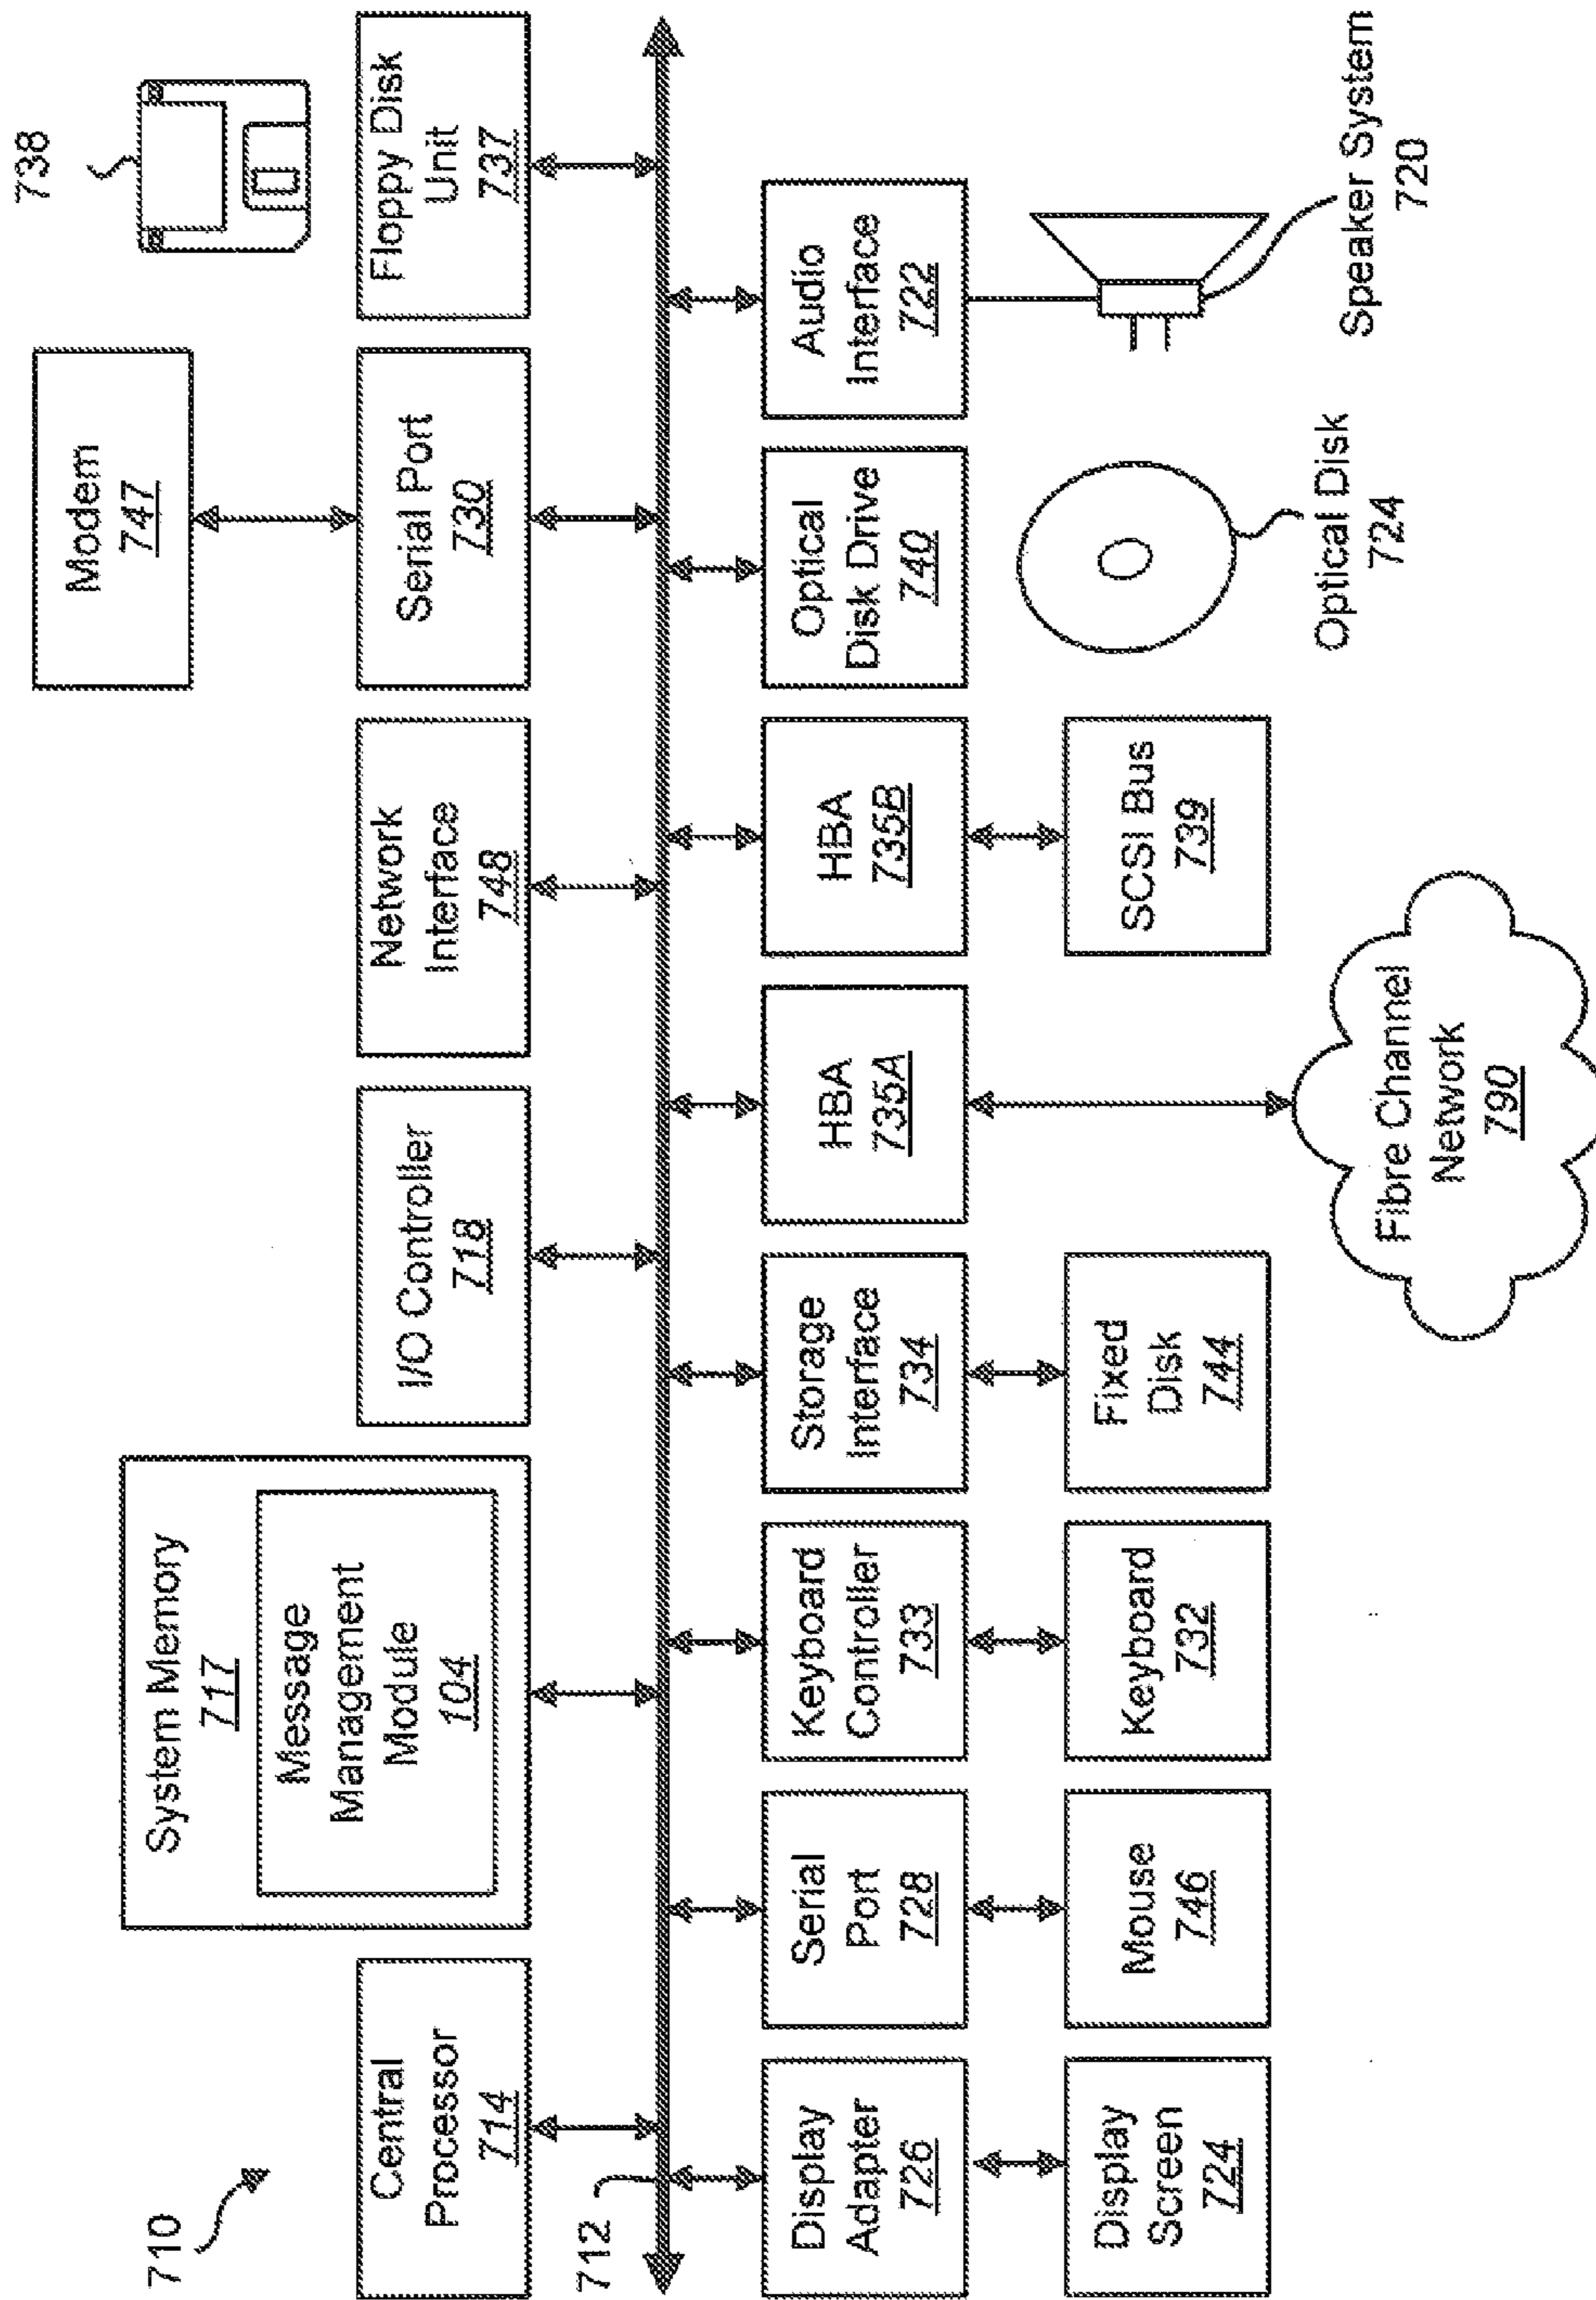 710
System Memory
717
Message
Management
Module
104
Modem
747
738
Central
Processor
714
I/O Controller
718
Network
Interface
748
Serial Port
730
Floppy Disk
Unit
737
712
Display
Adapter
726
Serial
Port
728
Keyboard
Controller
733
Storage
Interface
734
HBA
735A
HBA
735B
Optical
Disk Drive
740
Audio
Interface
722
Display
Screen
724
Mouse
746
Keyboard
732
Fixed
Disk
744
SCSI Bus
739
Fibre Channel
Network
790
Optical Disk
724
Speaker System
720